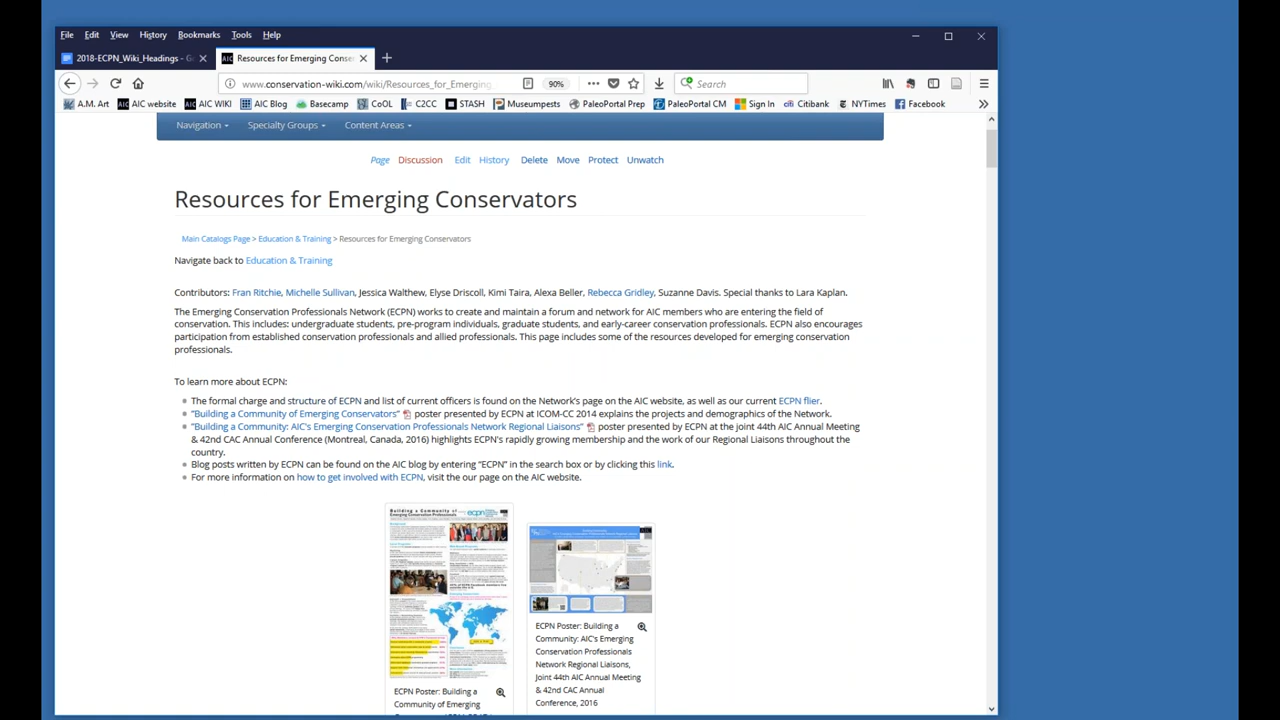 File Edit View History Bookmarks Tools Help
2018-ECPN_Wiki_Headings - Go
Resources for Emerging Conser
www.conservation-wiki.com/wiki/Resources_for_Emerging
90%
Search
A.M. Art AIC website AIC WIKI AIC Blog Basecamp CoOL C2CC STASH Museumpests PaleoPortal Prep PaleoPortal CM Sign In Citibank NYTimes Facebook
Navigation Specialty Groups Content Areas
Page Discussion Edit History Delete Move Protect Unwatch
Resources for Emerging Conservators
Main Catalogs Page > Education & Training > Resources for Emerging Conservators
Navigate back to Education & Training
Contributors: Fran Ritchie, Michelle Sullivan, Jessica Walthew, Elyse Driscoll, Kimi Taira, Alexa Beller, Rebecca Gridley, Suzanne Davis. Special thanks to Lara Kaplan.
The Emerging Conservation Professionals Network (ECPN) works to create and maintain a forum and network for AIC members who are entering the field of
conservation. This includes: undergraduate students, pre-program individuals, graduate students, and early-career conservation professionals. ECPN also encourages
participation from established conservation professionals and allied professionals. This page includes some of the resources developed for emerging conservation
professionals.
To learn more about ECPN:
The formal charge and structure of ECPN and list of current officers is found on the Network's page on the AIC website, as well as our current ECPN flier.
"Building a Community of Emerging Conservators" poster presented by ECPN at ICOM-CC 2014 explains the projects and demographics of the Network.
"Building a Community: AIC's Emerging Conservation Professionals Network Regional Liaisons" poster presented by ECPN at the joint 44th AIC Annual Meeting
& 42nd CAC Annual Conference (Montreal, Canada, 2016) highlights ECPN's rapidly growing membership and the work of our Regional Liaisons throughout the
country.
Blog posts written by ECPN can be found on the AIC blog by entering "ECPN" in the search box or by clicking this link.
For more information on how to get involved with ECPN, visit the our page on the AIC website.
Building a Community of
Emerging Conservation Professionals
ecpn
ECPN Poster: Building a
Community of Emerging
ECPN Poster: Building a
Community: AIC's Emerging
Conservation Professionals
Network Regional Liaisons,
Joint 44th AIC Annual Meeting
& 42nd CAC Annual
Conference, 2016